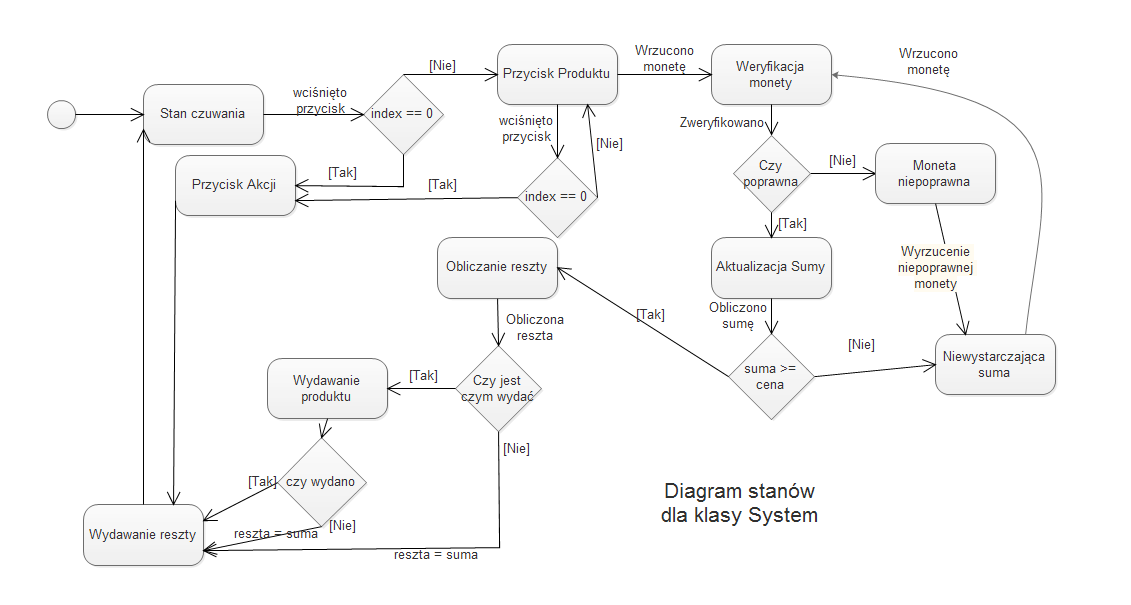 Wrzucono
monetę
Wrzucono
monetę
[Nie]
Przycisk Produktu
Weryfikacja
monety
wciśnięto
przycisk
Stan czuwania
index == 0
wciśnięto
przycisk
[Nie]
Zweryfikowano
[Tak]
Przycisk Akcji
[Tak]
index == 0
Czy
poprawna
[Nie]
Moneta
niepoprawna
[Tak]
Obliczanie reszty
Aktualizacja Sumy
Wyrzucenie
niepoprawnej
monety
Obliczona
reszta
[Tak]
Obliczono
sumę
[Nie]
suma >=
cena
Niewystarczająca
suma
Wydawanie
produktu
[Tak]
Czy jest
czym wydać
[Nie]
[Tak]
czy wydano
[Nie]
Wydawanie reszty
reszta = suma
reszta = suma
Diagram stanów
dla klasy System